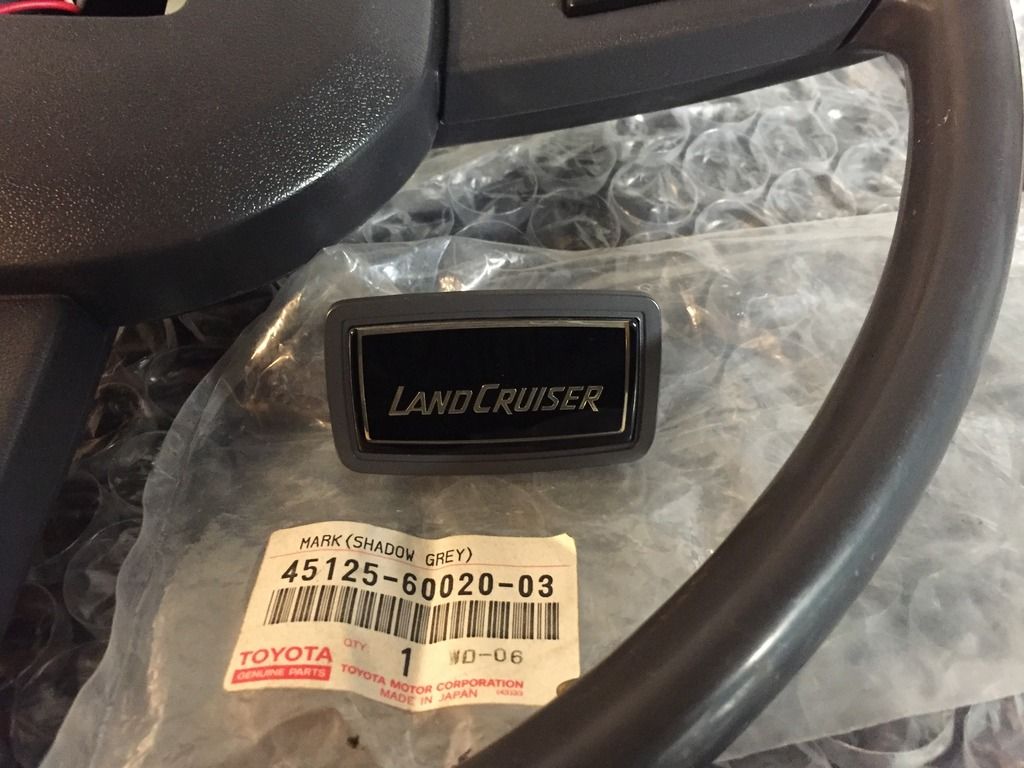 LANDCRUISER
MARK(SHADOW GREY)
45125-60020-03
QTY
1 WD-06
TOYOTA
GENUINE PARTS
TOYOTA MOTOR CORPORATION
MADE IN JAPAN